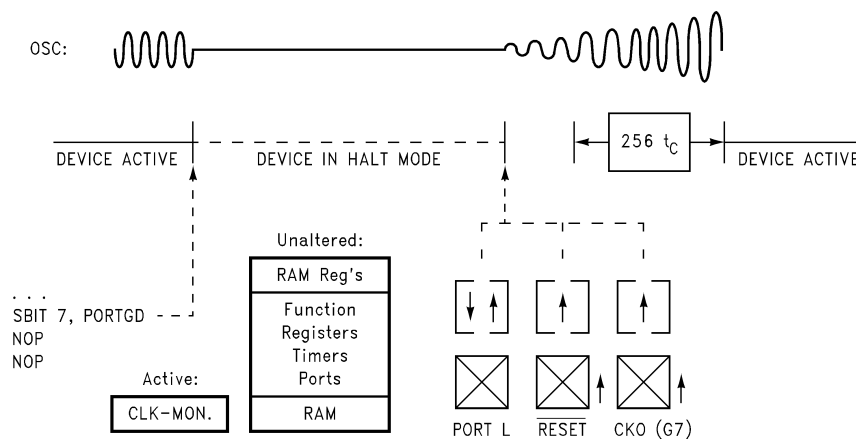 OSC:
256 t_C
DEVICE ACTIVE
DEVICE IN HALT MODE
DEVICE ACTIVE
Unaltered:
RAM Reg's
Function
Registers
Timers
Ports
RAM
. . .
SBIT 7, PORTGD
NOP
NOP
Active:
CLK-MON.
PORT L
RESET
CKO (G7)